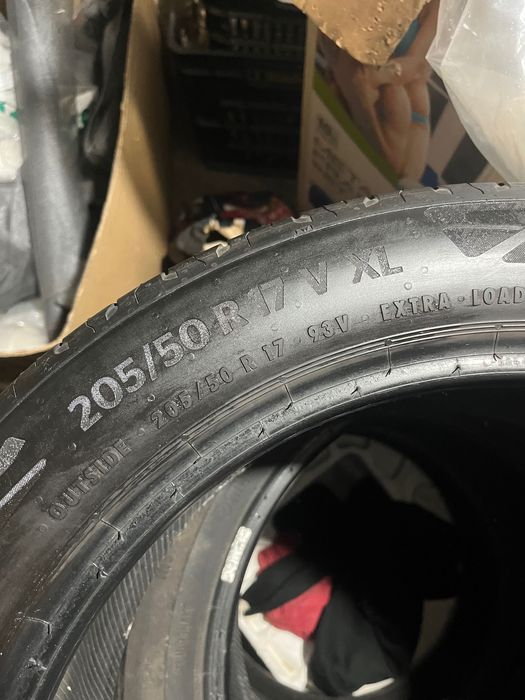 205/50 R 17 V XL
OUTSIDE · 205/50 R 17 · 93V · EXTRA · LOAD